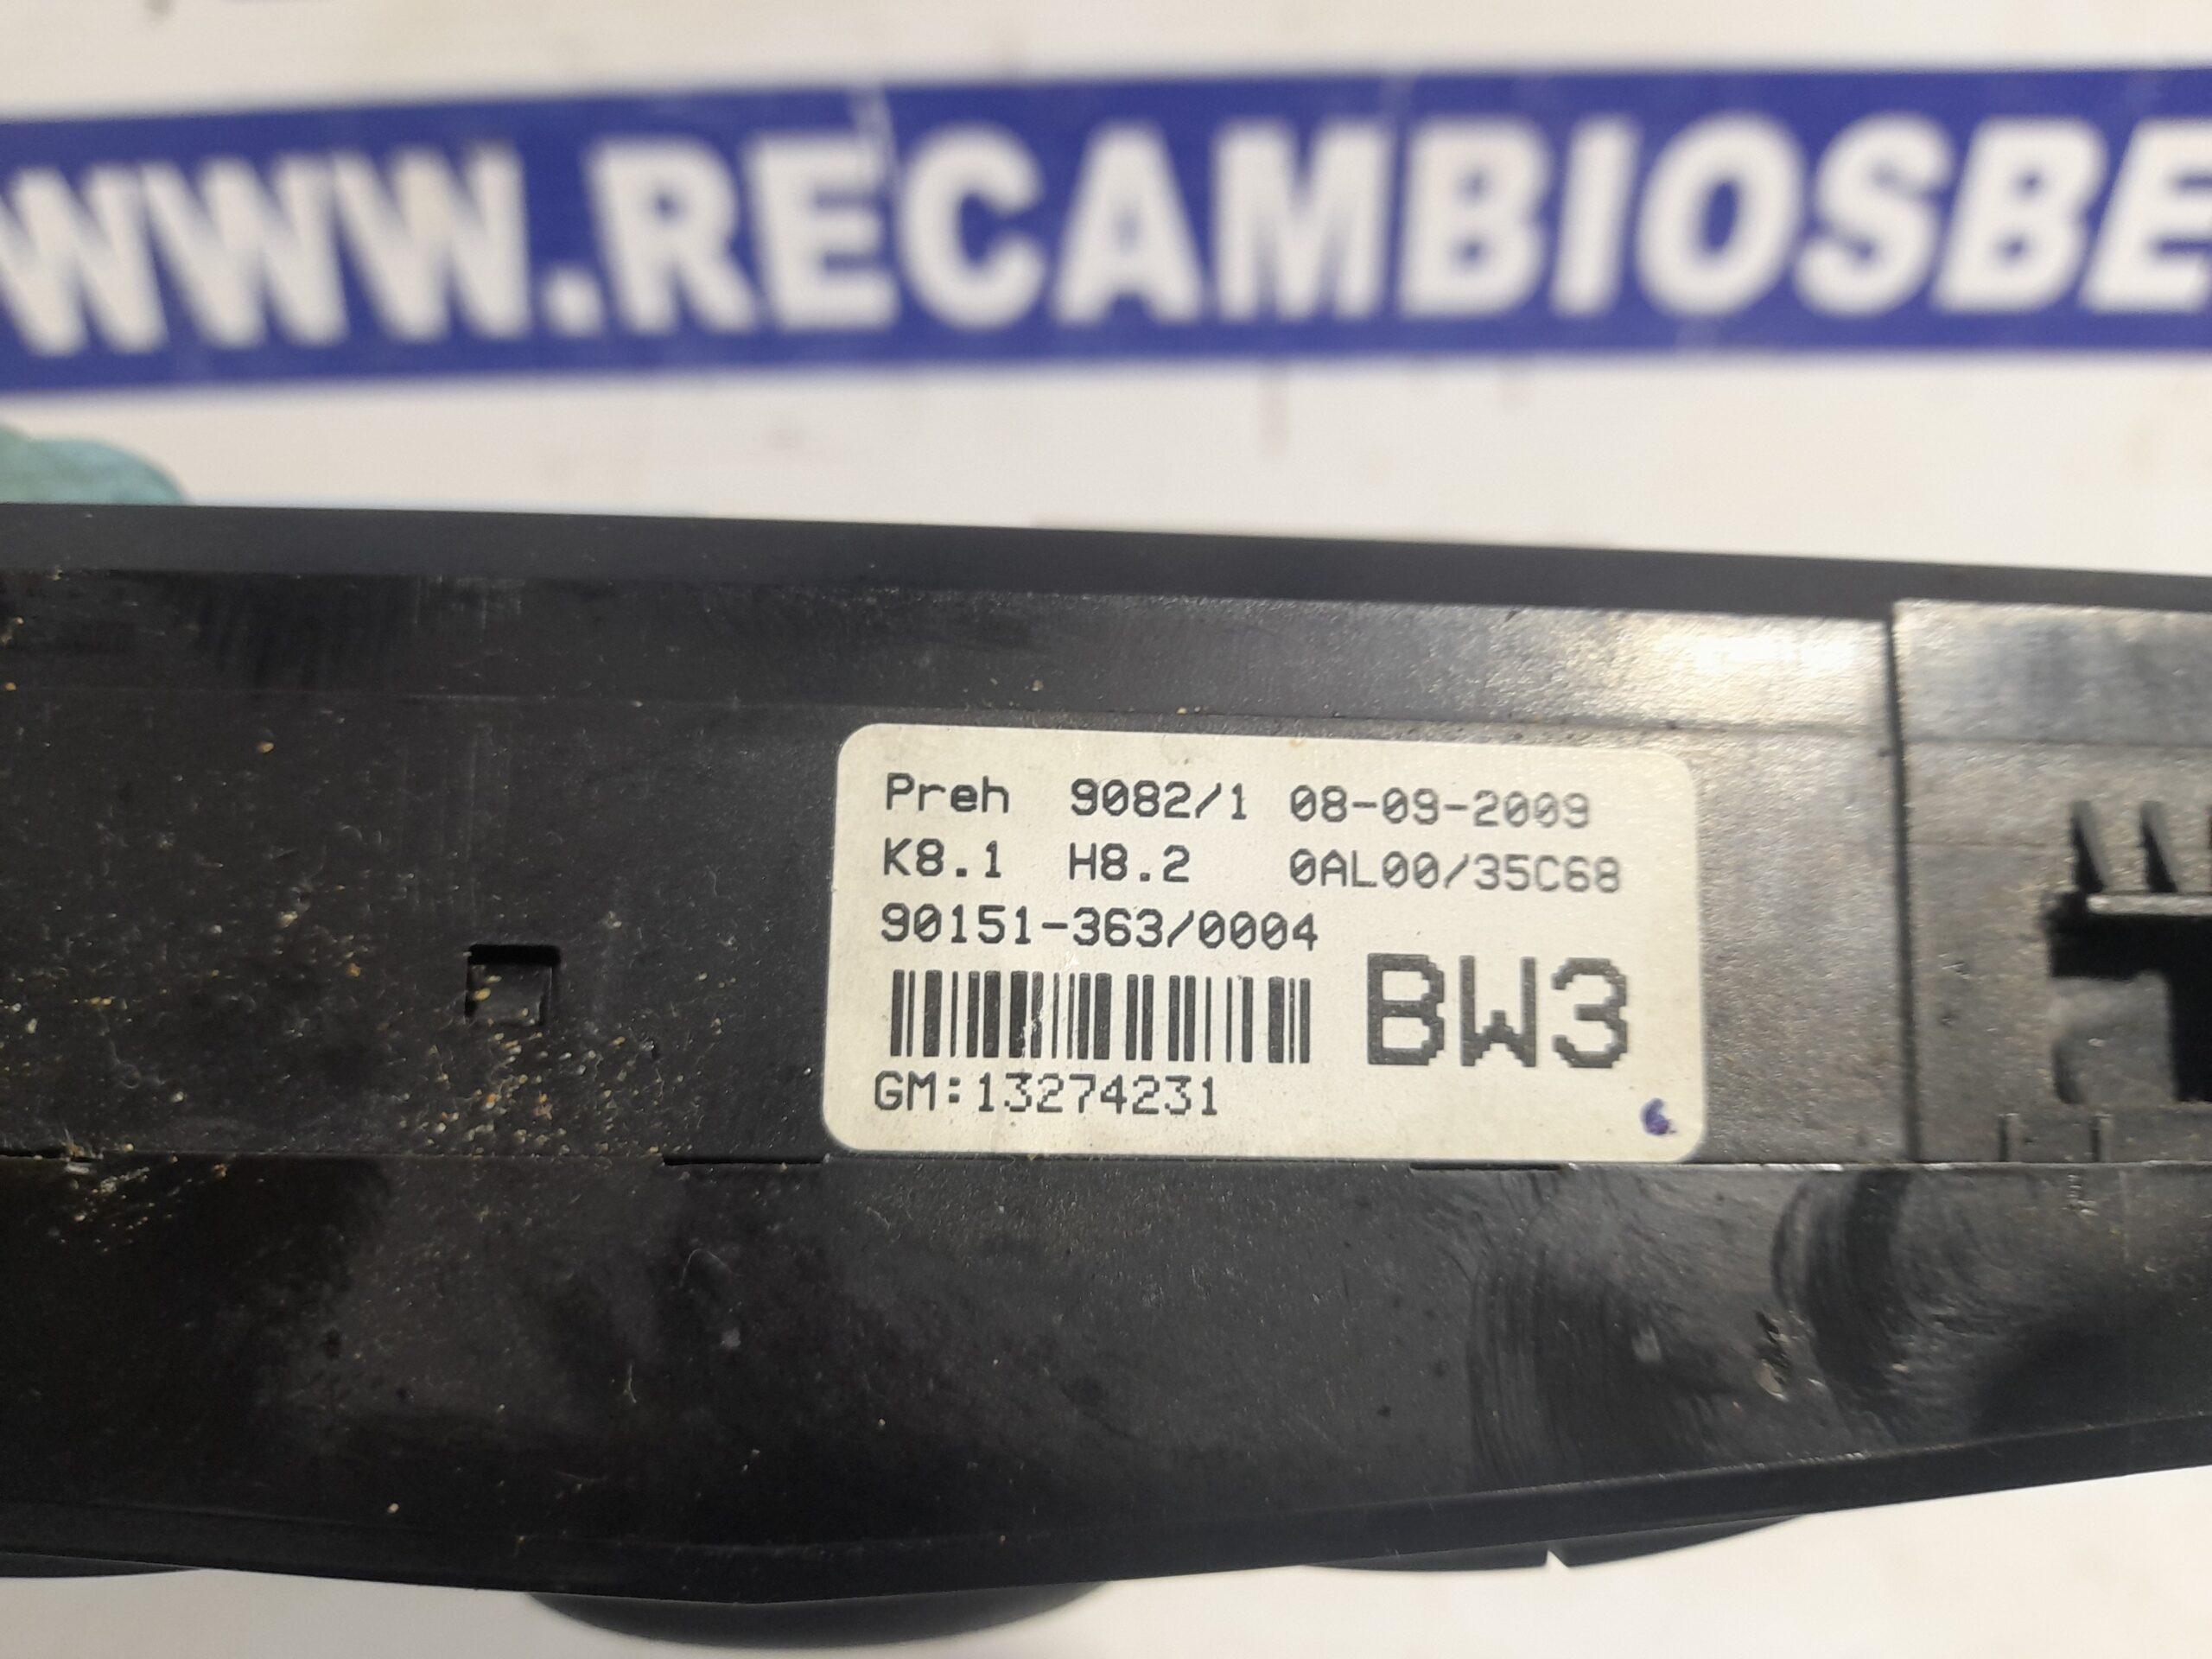 WWW.RECAMBIOSBE
Preh 9082/1 08-09-2009
K8.1 H8.2 0AL00/35C68
90151-363/0004
BW3
GM:13274231
6